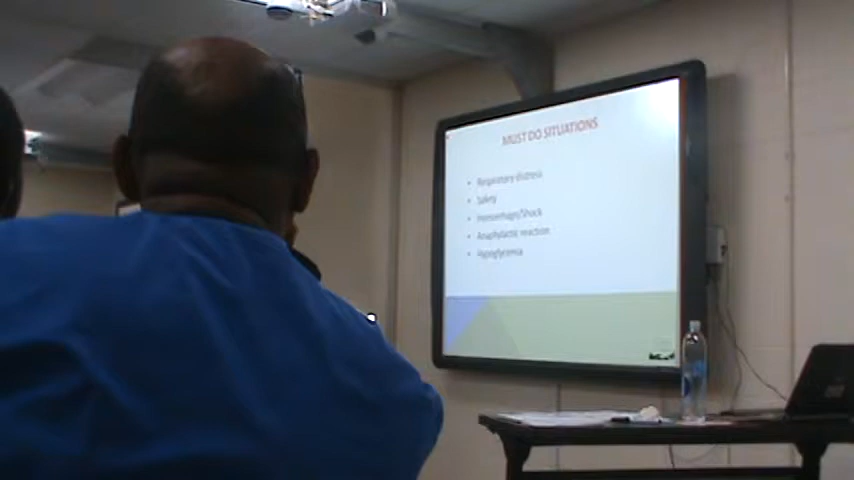 MUST DO SITUATIONS
• Respiratory distress
• Safety
• Hemorrhage/Shock
• Anaphylactic reaction
• Hypoglycemia